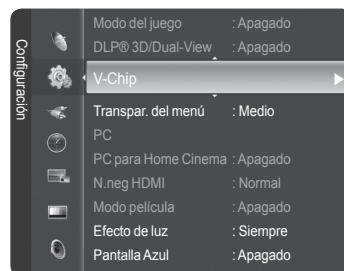 Configuración
Modo del juego : Apagado
DLP® 3D/Dual-View : Apagado
V-Chip
Transpar. del menú : Medio
PC
PC para Home Cinema : Apagado
N.neg HDMI : Normal
Modo película : Apagado
Efecto de luz : Siempre
Pantalla Azul : Apagado